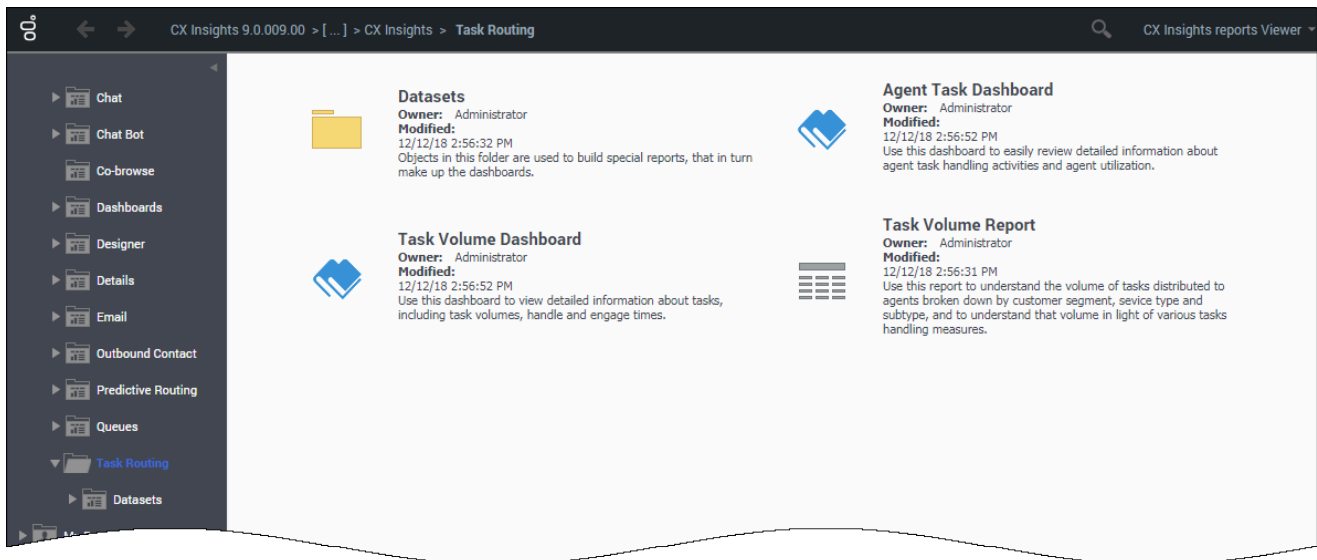 CX Insights 9.0.009.00 > [ ... ] > CX Insights > Task Routing
CX Insights reports Viewer
Chat
Chat Bot
Co-browse
Dashboards
Designer
Details
Email
Outbound Contact
Predictive Routing
Queues
Task Routing
Datasets
Datasets
Owner: Administrator
Modified:
12/12/18 2:56:32 PM
Objects in this folder are used to build special reports, that in turn
make up the dashboards.
Agent Task Dashboard
Owner: Administrator
Modified:
12/12/18 2:56:52 PM
Use this dashboard to easily review detailed information about
agent task handling activities and agent utilization.
Task Volume Dashboard
Owner: Administrator
Modified:
12/12/18 2:56:52 PM
Use this dashboard to view detailed information about tasks,
including task volumes, handle and engage times.
Task Volume Report
Owner: Administrator
Modified:
12/12/18 2:56:31 PM
Use this report to understand the volume of tasks distributed to
agents broken down by customer segment, sevice type and
subtype, and to understand that volume in light of various tasks
handling measures.